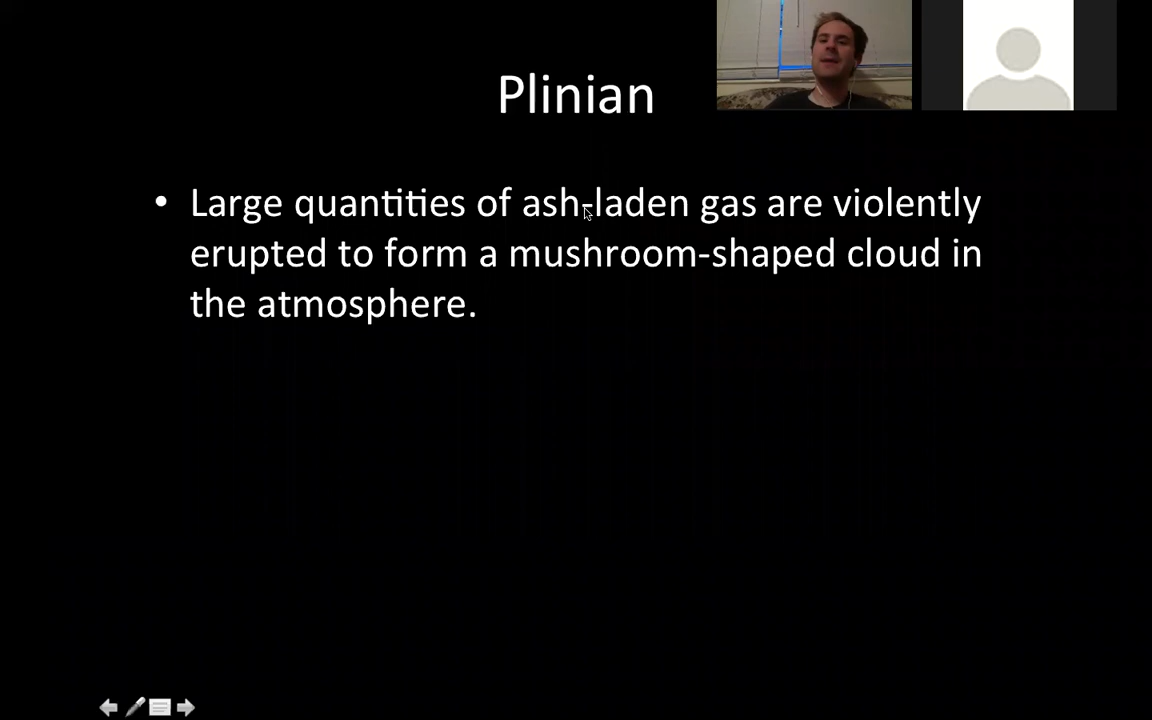 Plinian
• Large quantities of ash-laden gas are violently
erupted to form a mushroom-shaped cloud in
the atmosphere.